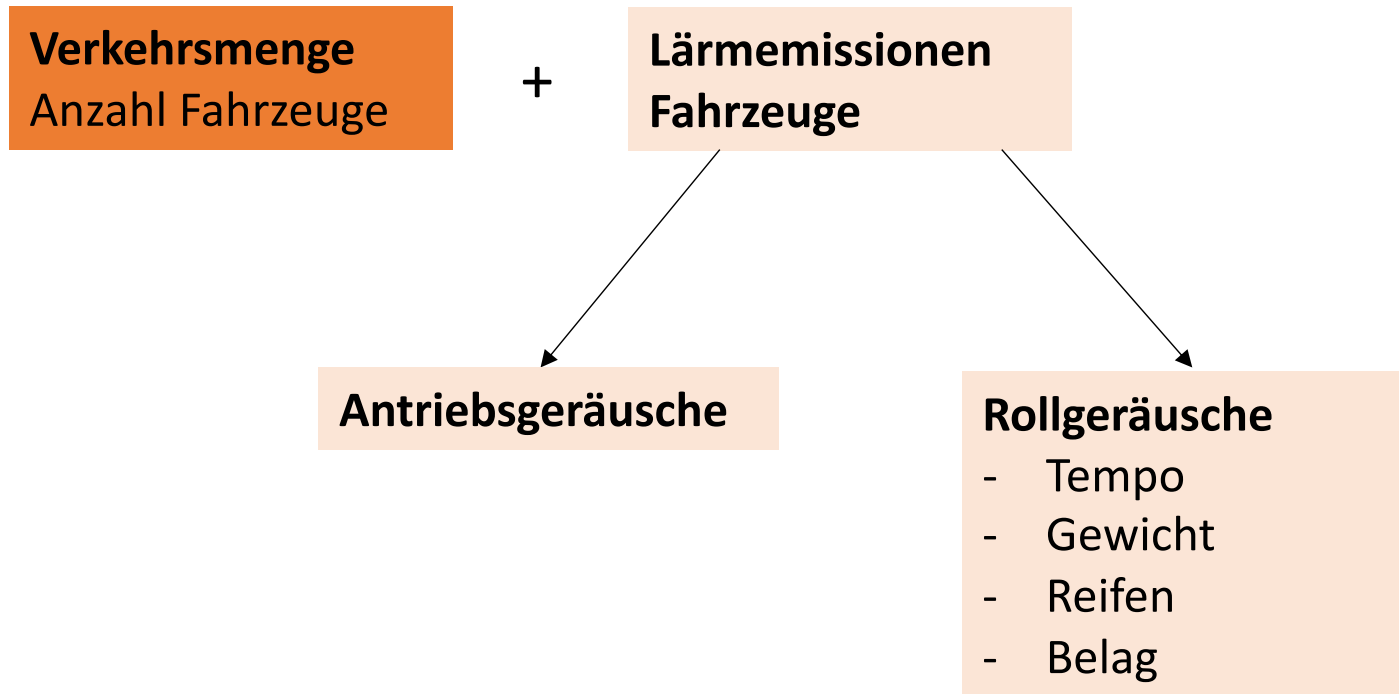 Verkehrsmenge
Anzahl Fahrzeuge
+
Lärmemissionen
Fahrzeuge
Antriebsgeräusche
Rollgeräusche
- Tempo
- Gewicht
- Reifen
- Belag